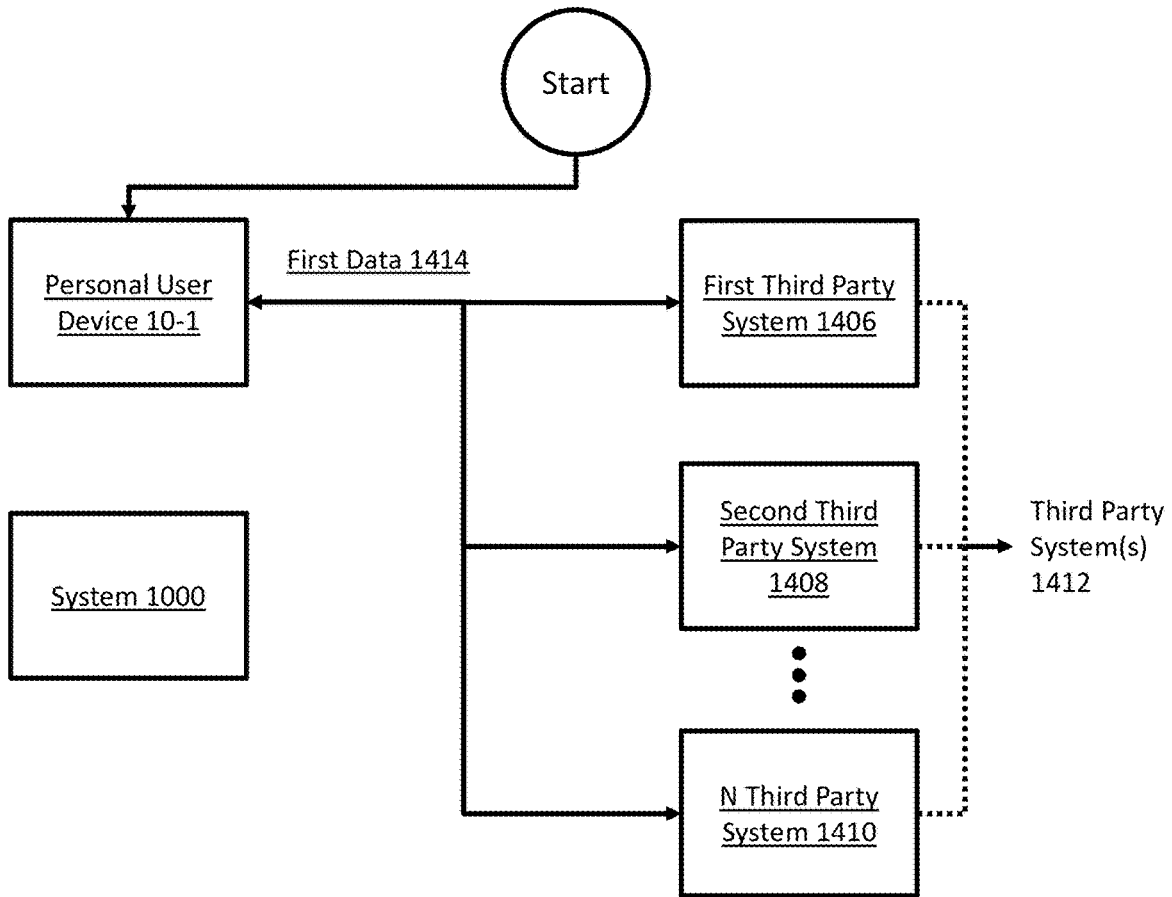 Start
First Data 1414
Personal User
Device 10-1
First Third Party
System 1406
Second Third
Party System
1408
Third Party
System(s)
1412
System 1000
N Third Party
System 1410